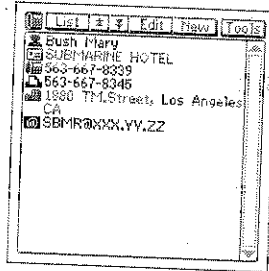 List Edit New Tools
Bush Mary
SUBMARINE HOTEL
563-667-8339
563-667-8345
1880 TM.Street, Los Angeles
CA
SBMR@XXX.YY.ZZ